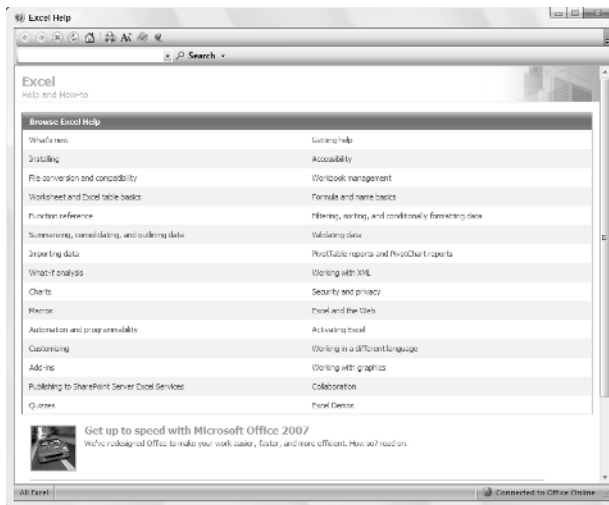 Excel Help
Search
Excel
Help and How-to
Browse Excel Help
What's new
Getting help
Installing
Accessibility
File conversion and compatibility
Workbook management
Worksheet and Excel table basics
Formula and name basics
Function reference
Filtering, sorting, and conditionally formatting data
Summarizing, consolidating, and outlining data
Validating data
Importing data
PivotTable reports and PivotChart reports
What-if analysis
Working with XML
Charts
Security and privacy
Macros
Excel and the Web
Automation and programmability
Activating Excel
Customizing
Working in a different language
Add-ins
Working with graphics
Publishing to SharePoint Server Excel Services
Collaboration
Quizzes
Excel Demos
Get up to speed with Microsoft Office 2007
We've redesigned Office to make your work easier, faster, and more efficient. How so? read on.
All Excel
Connected to Office Online